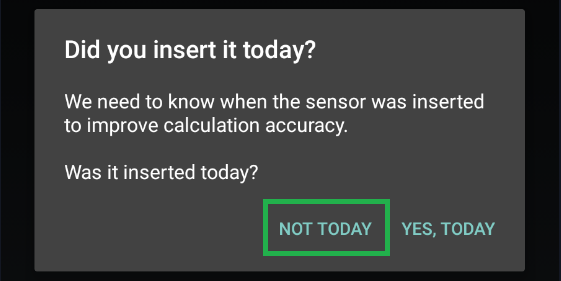 Did you insert it today?
We need to know when the sensor was inserted
to improve calculation accuracy.
Was it inserted today?
NOT TODAY
YES, TODAY